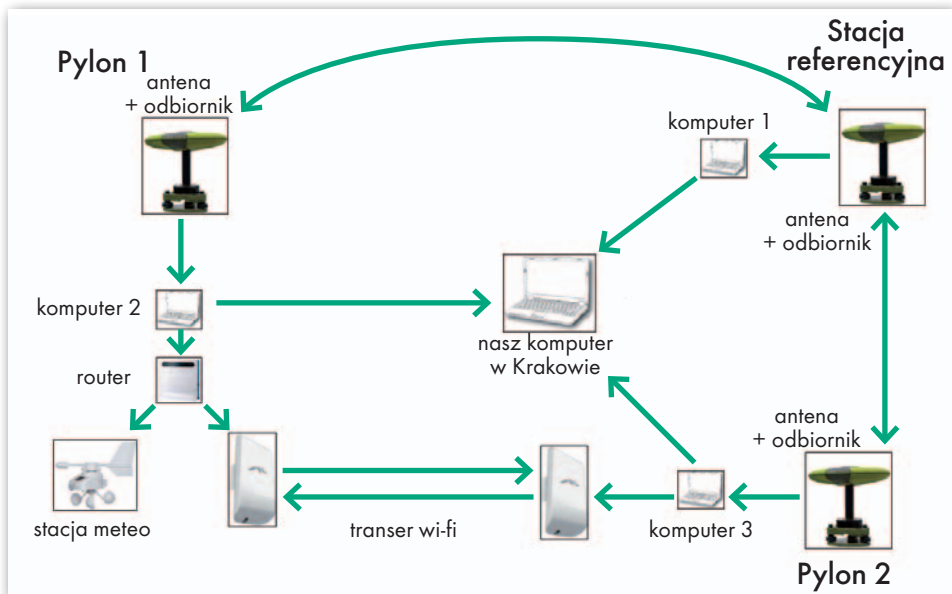 Pylon 1
antena
+ odbiornik
Stacja
referencyjna
komputer 1
antena
+ odbiornik
komputer 2
nasz komputer
w Krakowie
router
antena
+ odbiornik
stacja meteo
transer wi-fi
komputer 3
Pylon 2